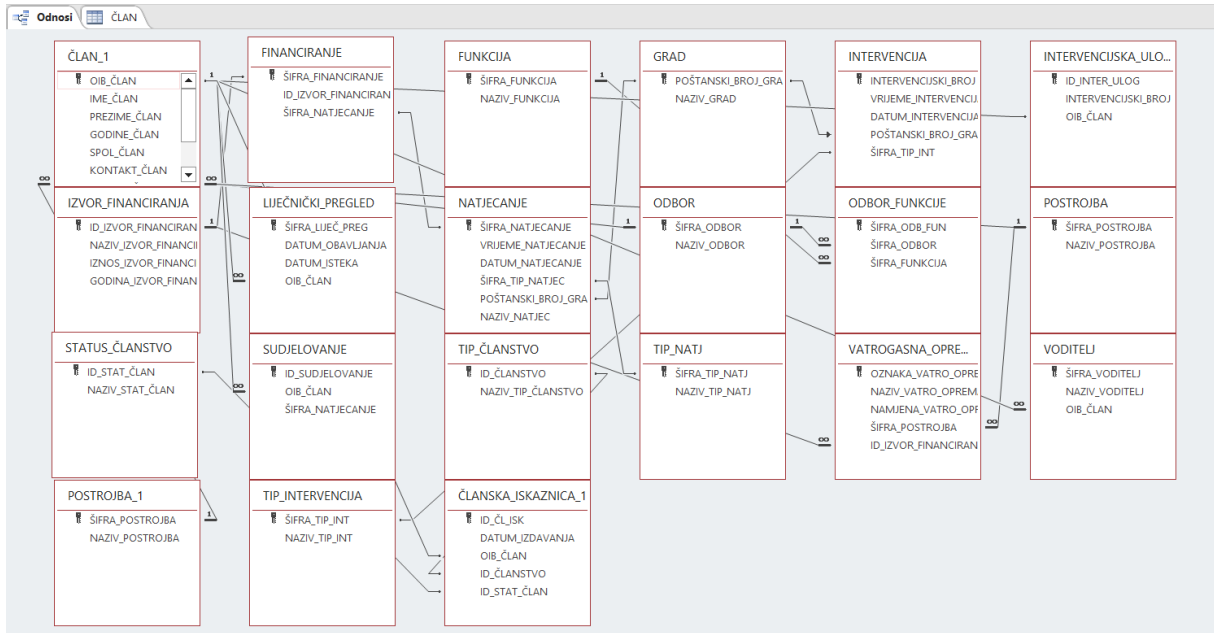 Odnosi
ČLAN
ČLAN_1
OIB_ČLAN
IME_ČLAN
PREZIME_ČLAN
GODINE_ČLAN
SPOL_ČLAN
KONTAKT_ČLAN
FINANCIRANJE
ŠIFRA_FINANCIRANJE
ID_IZVOR_FINANCIRAN
ŠIFRA_NATJECANJE
FUNKCIJA
ŠIFRA_FUNKCIJA
NAZIV_FUNKCIJA
GRAD
POŠTANSKI_BROJ_GRA
NAZIV_GRAD
INTERVENCIJA
INTERVENCIJSKI_BROJ
VRIJEME_INTERVENCIJ.
DATUM_INTERVENCIJA
POŠTANSKI_BROJ_GRA
ŠIFRA_TIP_INT
INTERVENCIJSKA_ULO...
ID_INTER_ULOG
INTERVENCIJSKI_BROJ
OIB_ČLAN
IZVOR_FINANCIRANJA
ID_IZVOR_FINANCIRAN
NAZIV_IZVOR_FINANCII
IZNOS_IZVOR_FINANCI
GODINA_IZVOR_FINAN
LIJEČNIČKI_PREGLED
ŠIFRA_LIJEČ_PREG
DATUM_OBAVLJANJA
DATUM_ISTEKA
OIB_ČLAN
NATJECANJE
ŠIFRA_NATJECANJE
VRIJEME_NATJECANJE
DATUM_NATJECANJE
ŠIFRA_TIP_NATJEC
POŠTANSKI_BROJ_GRA
NAZIV_NATJEC
ODBOR
ŠIFRA_ODBOR
NAZIV_ODBOR
ODBOR_FUNKCIJE
ŠIFRA_ODB_FUN
ŠIFRA_ODBOR
ŠIFRA_FUNKCIJA
POSTROJBA
ŠIFRA_POSTROJBA
NAZIV_POSTROJBA
STATUS_ČLANSTVO
ID_STAT_ČLAN
NAZIV_STAT_ČLAN
SUDJELOVANJE
ID_SUDJELOVANJE
OIB_ČLAN
ŠIFRA_NATJECANJE
TIP_ČLANSTVO
ID_ČLANSTVO
NAZIV_TIP_ČLANSTVO
TIP_NATJ
ŠIFRA_TIP_NATJ
NAZIV_TIP_NATJ
VATROGASNA_OPRE...
OZNAKA_VATRO_OPRE
NAZIV_VATRO_OPREM.
NAMJENA_VATRO_OPF
ŠIFRA_POSTROJBA
ID_IZVOR_FINANCIRAN
VODITELJ
ŠIFRA_VODITELJ
NAZIV_VODITELJ
OIB_ČLAN
POSTROJBA_1
ŠIFRA_POSTROJBA
NAZIV_POSTROJBA
TIP_INTERVENCIJA
ŠIFRA_TIP_INT
NAZIV_TIP_INT
ČLANSKA_ISKAZNICA_1
ID_ČL_ISK
DATUM_IZDAVANJA
OIB_ČLAN
ID_ČLANSTVO
ID_STAT_ČLAN